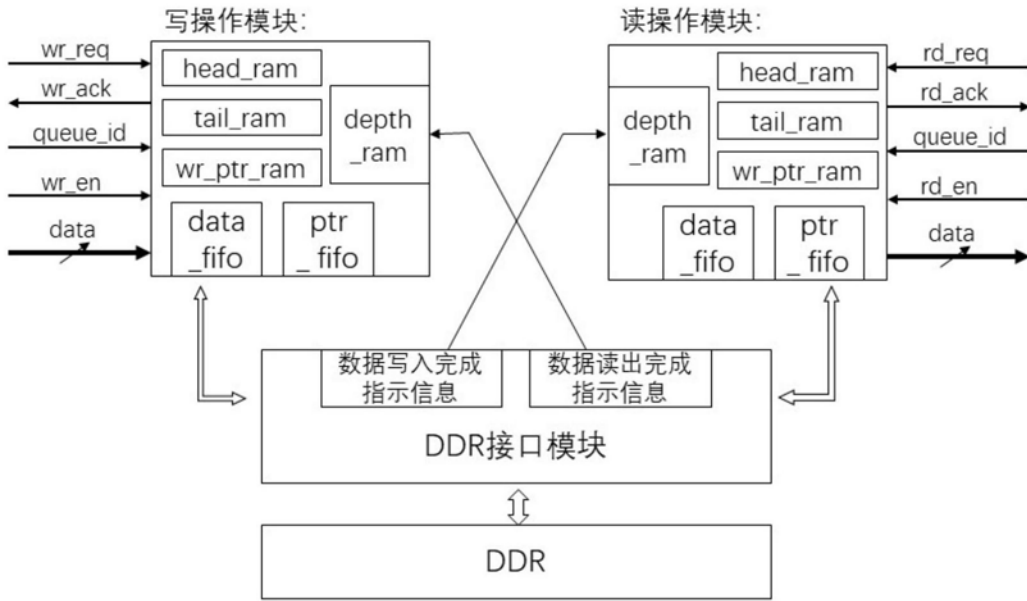 写操作模块:
wr_req
wr_ack
queue_id
wr_en
data
head_ram
tail_ram
wr_ptr_ram
depth
_ram
data
_fifo
ptr
_ fifo
读操作模块:
depth
_ram
head_ram
tail_ram
wr_ptr_ram
data
_fifo
ptr
_ fifo
rd_req
rd_ack
queue_id
rd_en
data
数据写入完成
指示信息
数据读出完成
指示信息
DDR接口模块
DDR